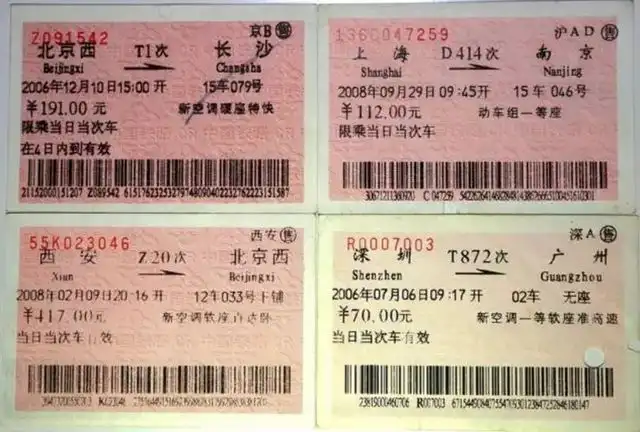 Z091542 京B售
北京西 T1次 长沙
Beijingxi Changsha
2006年12月10日15:00开 15车079号
¥191.00元 新空调硬座特快
限乘当日当次车
在4日内到有效
21152000151207 Z089542
1366C047259 沪AD售
上海 D414次 南京
Shanghai Nanjing
2008年09月29日09:45开 15车046号
¥112.00元 动车组一等座
限乘当日当次车
C047259
55K023046 西安售
西安 Z20次 北京西
Xian Beijingxi
2008年02月09日20:16开 12车033号下铺
¥417.00元 新空调软座直达卧
当日当次车有效
R0007003 深A售
深圳 T872次 广州
Shenzhen Guangzhou
2006年07月06日09:17开 02车 无座
¥70.00元 新空调一等软座准高速
当日当次车有效
23819000460706 R007003